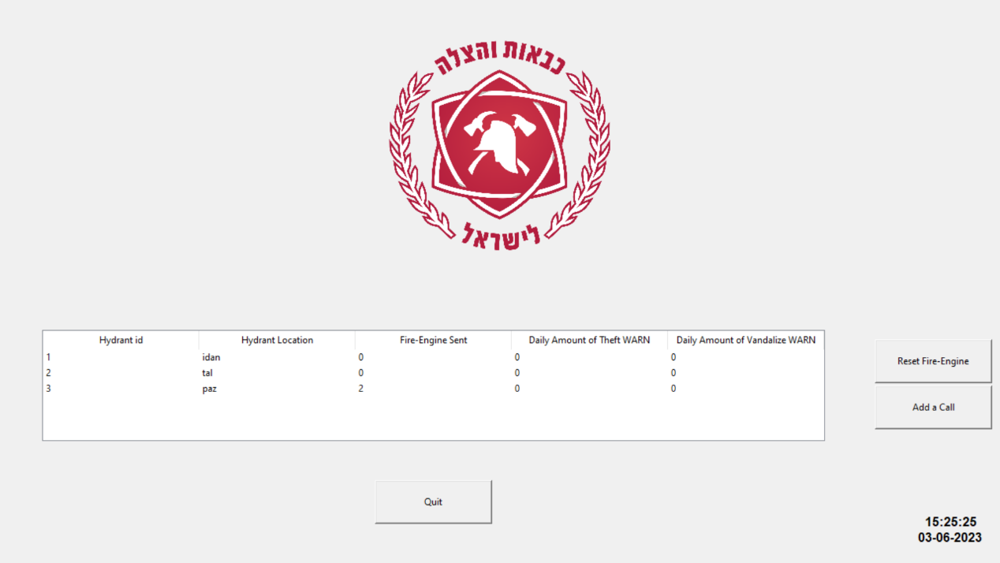 כבאות והצלה
לישראל
Hydrant id Hydrant Location Fire-Engine Sent Daily Amount of Theft WARN Daily Amount of Vandalize WARN
1 idan 0 0 0
2 tal 0 0 0
3 paz 2 0 0
Reset Fire-Engine
Add a Call
Quit
15:25:25
03-06-2023